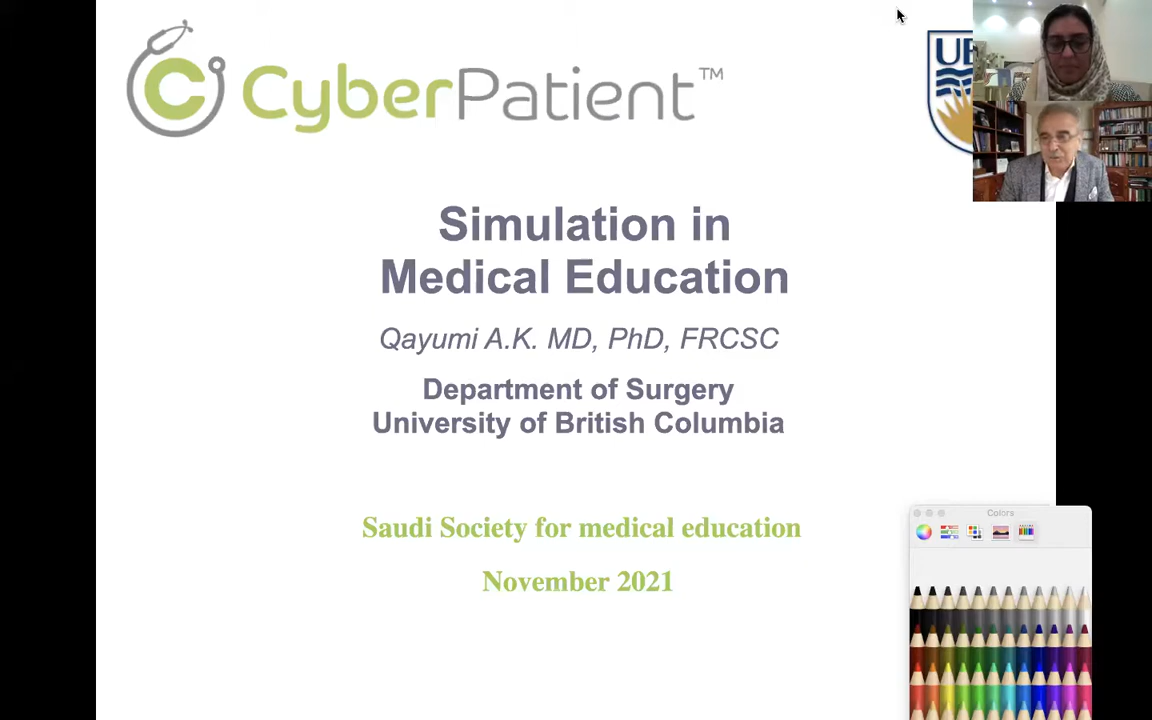 CyberPatient™
UB
Simulation in
Medical Education
Qayumi A.K. MD, PhD, FRCSC
Department of Surgery
University of British Columbia
Saudi Society for medical education
November 2021
Colors